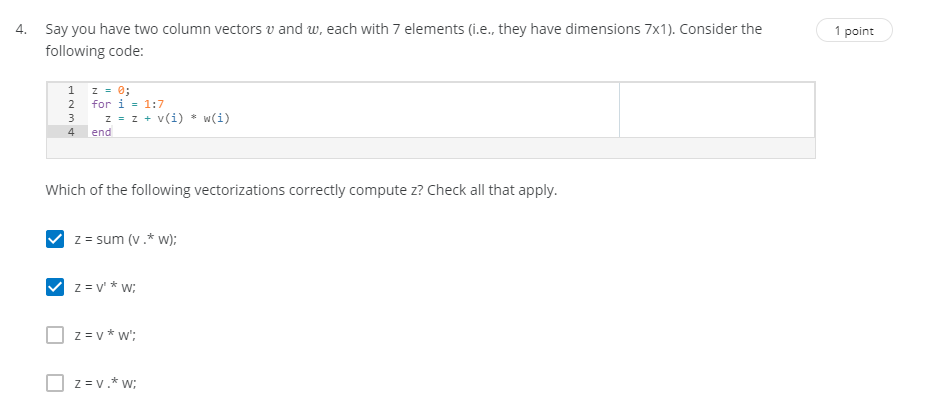 4. Say you have two column vectors v and w, each with 7 elements (i.e., they have dimensions 7x1). Consider the 1 point
following code:
1 z = 0;
2 for i = 1:7
3 z = z + v(i) * w(i)
4 end
Which of the following vectorizations correctly compute z? Check all that apply.
z = sum (v .* w);
z = v' * w;
z = v * w';
z = v .* w;